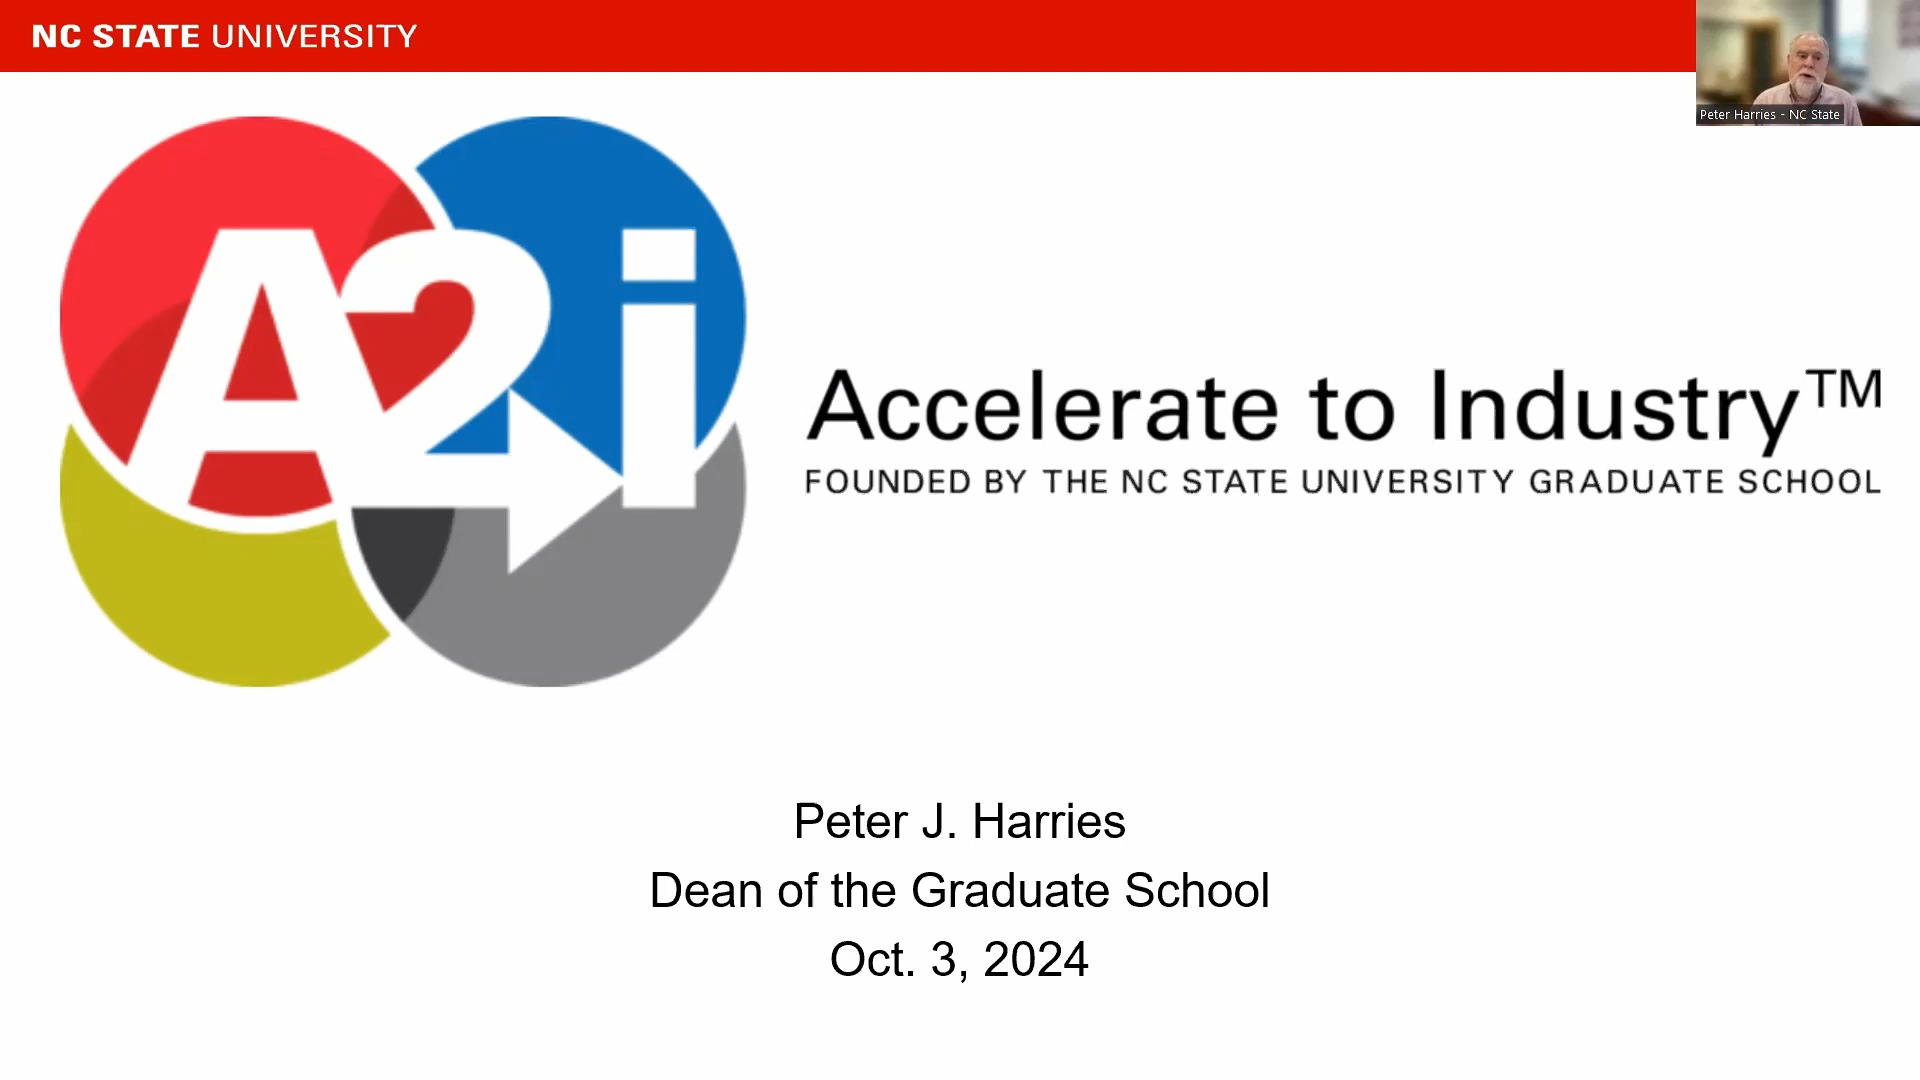 NC STATE UNIVERSITY
Peter Harries - NC State
A2i
Accelerate to Industry™
FOUNDED BY THE NC STATE UNIVERSITY GRADUATE SCHOOL
Peter J. Harries
Dean of the Graduate School
Oct. 3, 2024